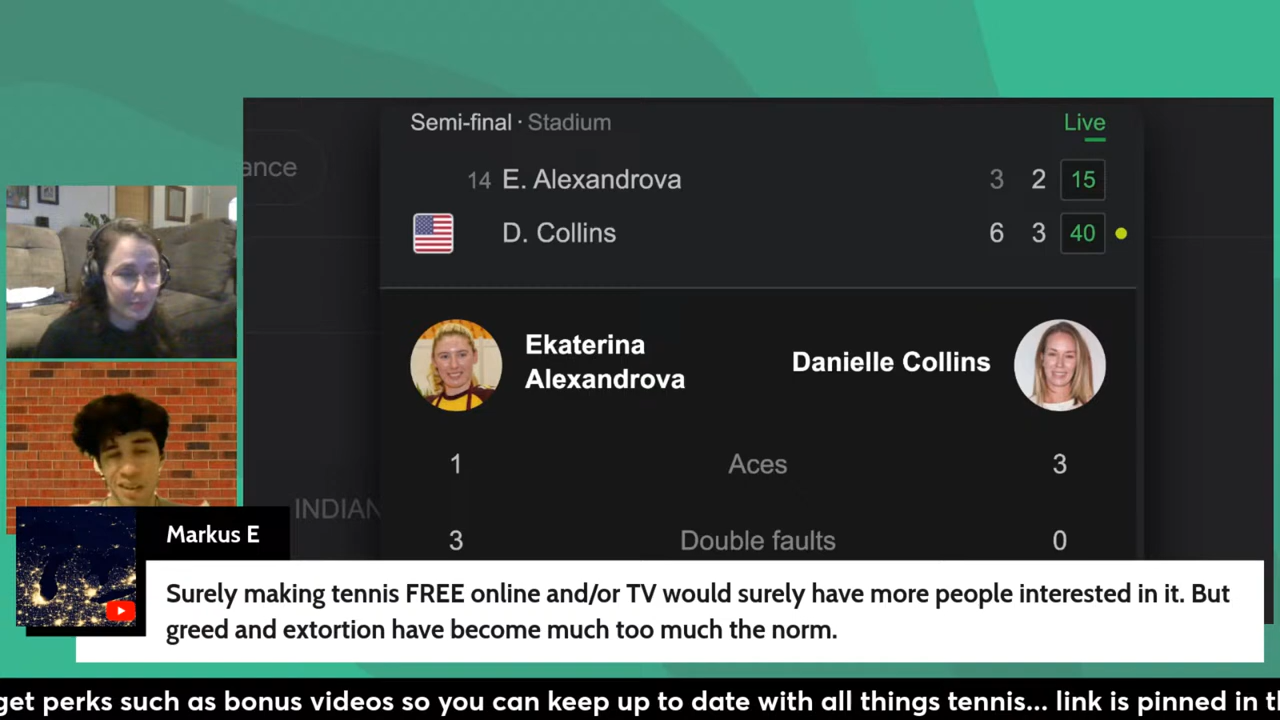 Semi-final · Stadium
Live
ance
14 E. Alexandrova 3 2 15
D. Collins 6 3 40
Ekaterina
Alexandrova
Danielle Collins
1 Aces 3
INDIAN
3 Double faults 0
Markus E
Surely making tennis FREE online and/or TV would surely have more people interested in it. But
greed and extortion have become much too much the norm.
get perks such as bonus videos so you can keep up to date with all things tennis... link is pinned in th